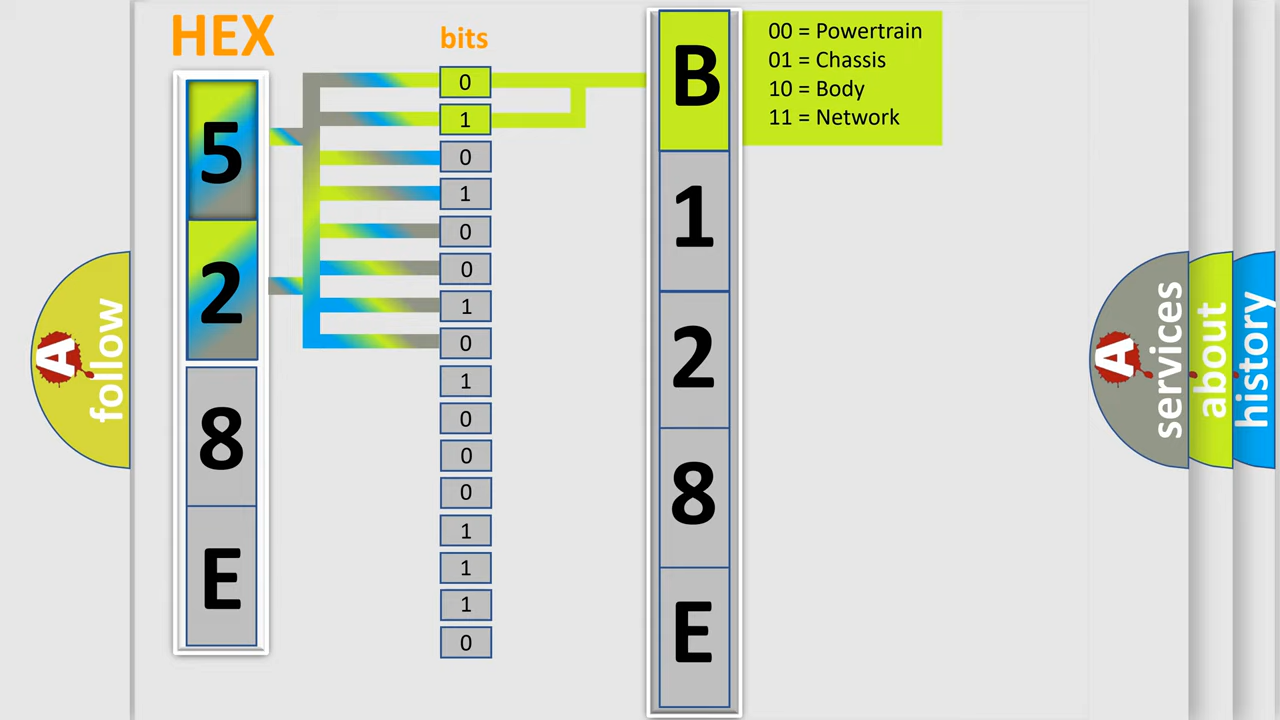 HEX
bits
5
2
8
E
0
1
0
1
0
0
1
0
1
0
0
0
1
1
1
0
B
1
2
8
E
00 = Powertrain
01 = Chassis
10 = Body
11 = Network
A
follow
A
services
about
history